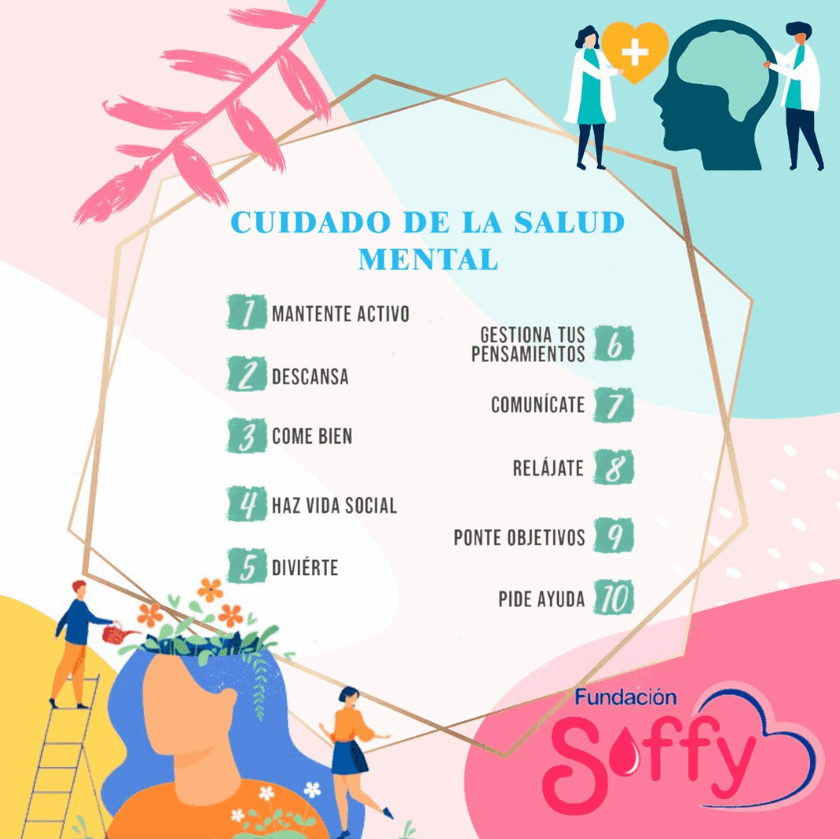 CUIDADO DE LA SALUD
MENTAL
1 MANTENTE ACTIVO
2 DESCANSA
3 COME BIEN
4 HAZ VIDA SOCIAL
5 DIVIÉRTE
GESTIONA TUS
PENSAMIENTOS 6
COMUNÍCATE 7
RELÁJATE 8
PONTE OBJETIVOS 9
PIDE AYUDA 10
Fundación
Soffy